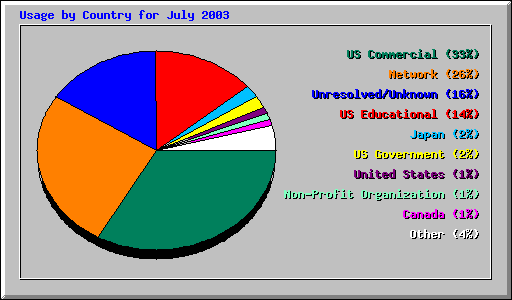 Usage by Country for July 2003
US Commercial (33%)
Network (26%)
Unresolved/Unknown (16%)
US Educational (14%)
Japan (2%)
US Government (2%)
United States (1%)
Non-Profit Organization (1%)
Canada (1%)
Other (4%)